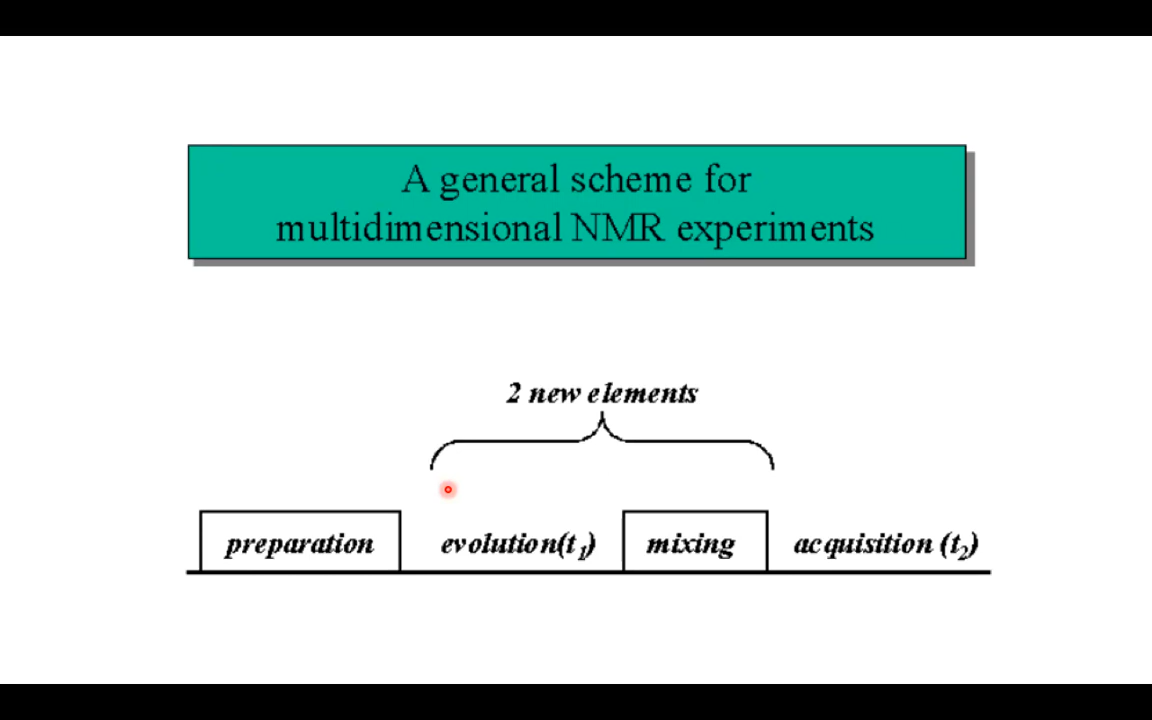 A general scheme for
multidimensional NMR experiments
2 new elements
preparation evolution(t₁) mixing acquisition (t₂)